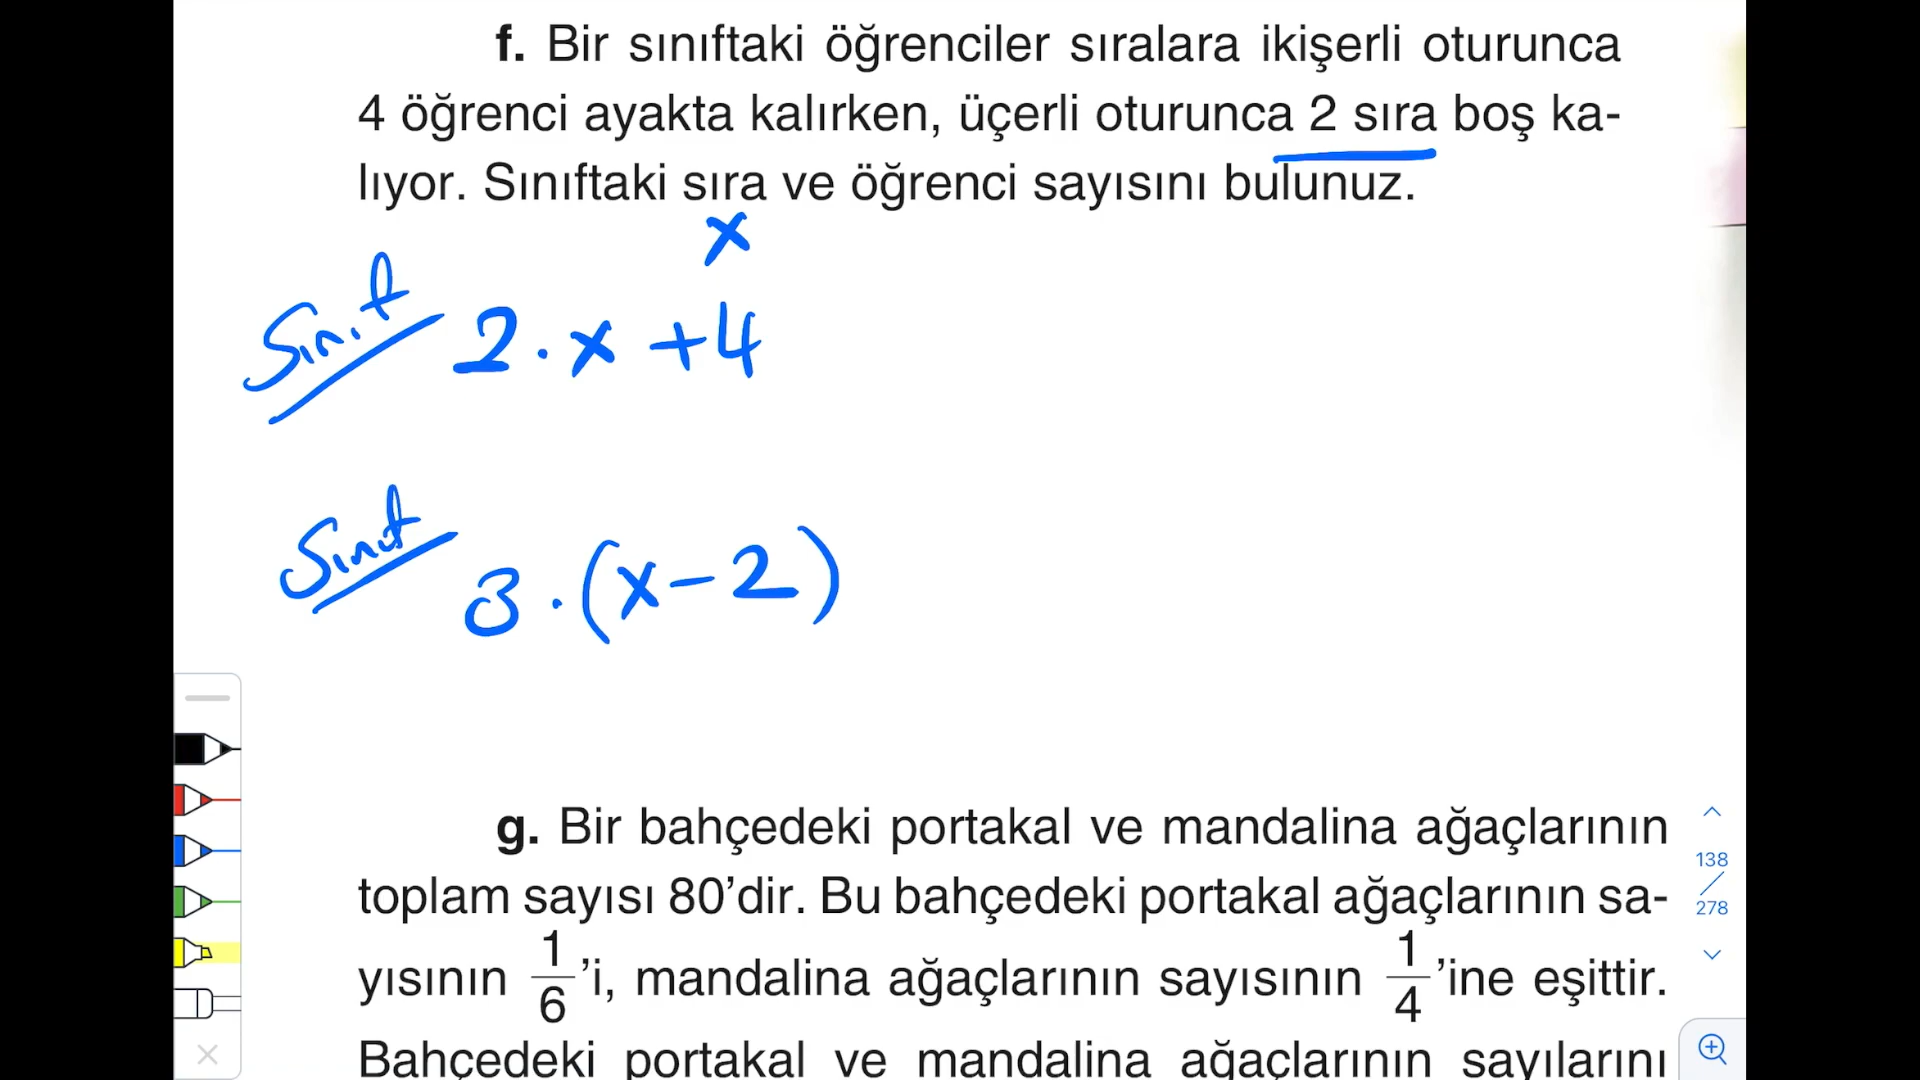 f. Bir sınıftaki öğrenciler sıralara ikişerli oturunca
4 öğrenci ayakta kalırken, üçerli oturunca 2 sıra boş ka-
lıyor. Sınıftaki sıra ve öğrenci sayısını bulunuz.
x
Sınıf 2·x+4
Sınıf 3·(x-2)
g. Bir bahçedeki portakal ve mandalina ağaçlarının
toplam sayısı 80’dir. Bu bahçedeki portakal ağaçlarının sa-
yısının 1/6’i, mandalina ağaçlarının sayısının 1/4’ine eşittir.
Bahçedeki portakal ve mandalina ağaçlarının sayılarını
138
278